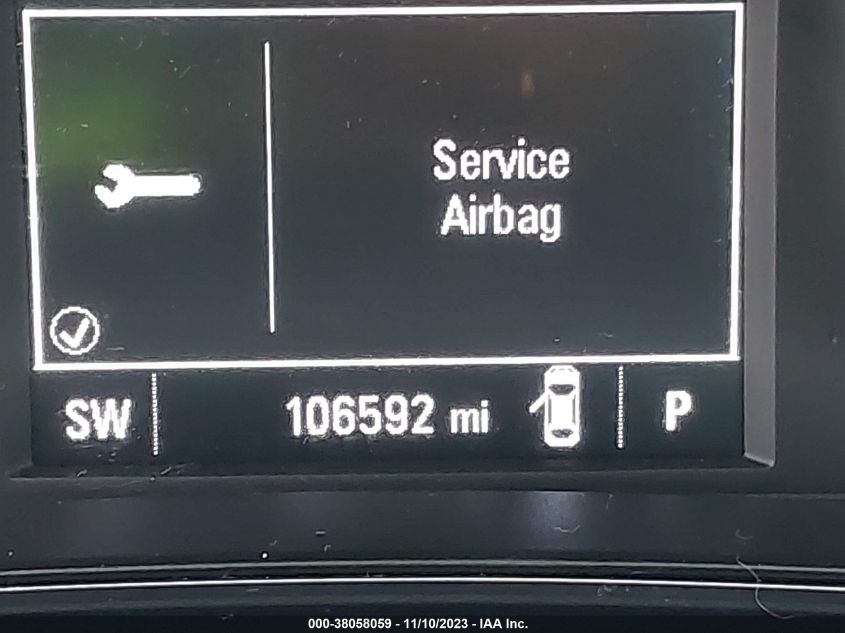 Service
Airbag
SW 106592 mi P
000-38058059 - 11/10/2023 - IAA Inc.